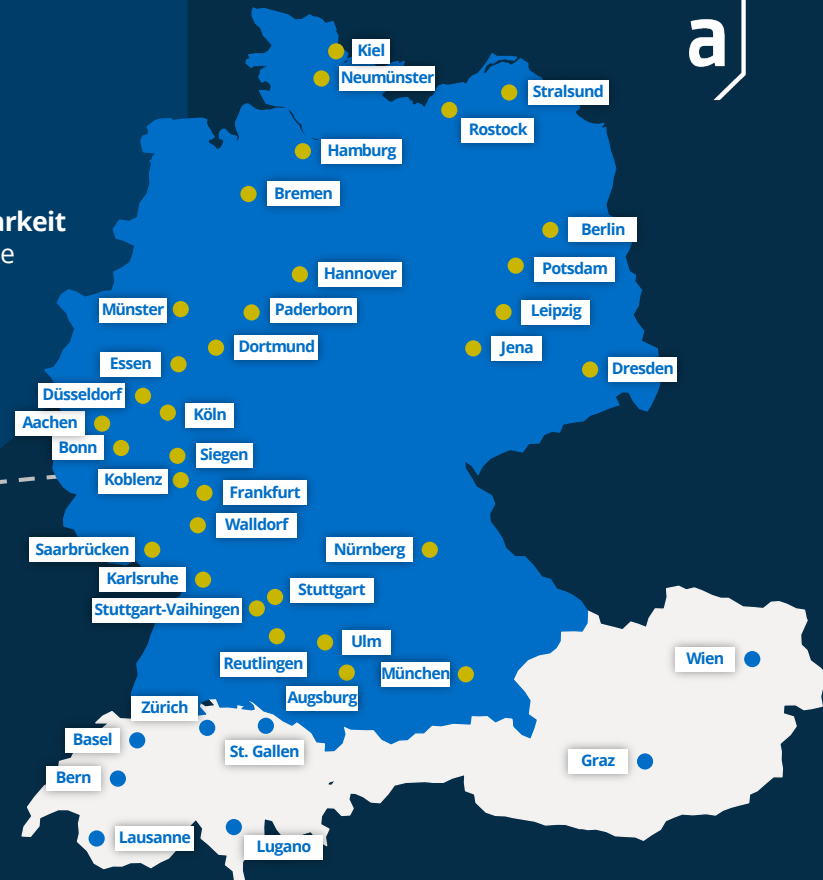 a
Kiel
Neumünster
Stralsund
Rostock
Hamburg
Bremen
arkeit
e
Berlin
Potsdam
Hannover
Münster
Paderborn
Leipzig
Dortmund
Jena
Essen
Dresden
Düsseldorf
Köln
Aachen
Bonn
Siegen
Koblenz
Frankfurt
Walldorf
Saarbrücken
Nürnberg
Karlsruhe
Stuttgart
Stuttgart-Vaihingen
Ulm
Reutlingen
München
Augsburg
Wien
Zürich
Basel
St. Gallen
Graz
Bern
Lausanne
Lugano